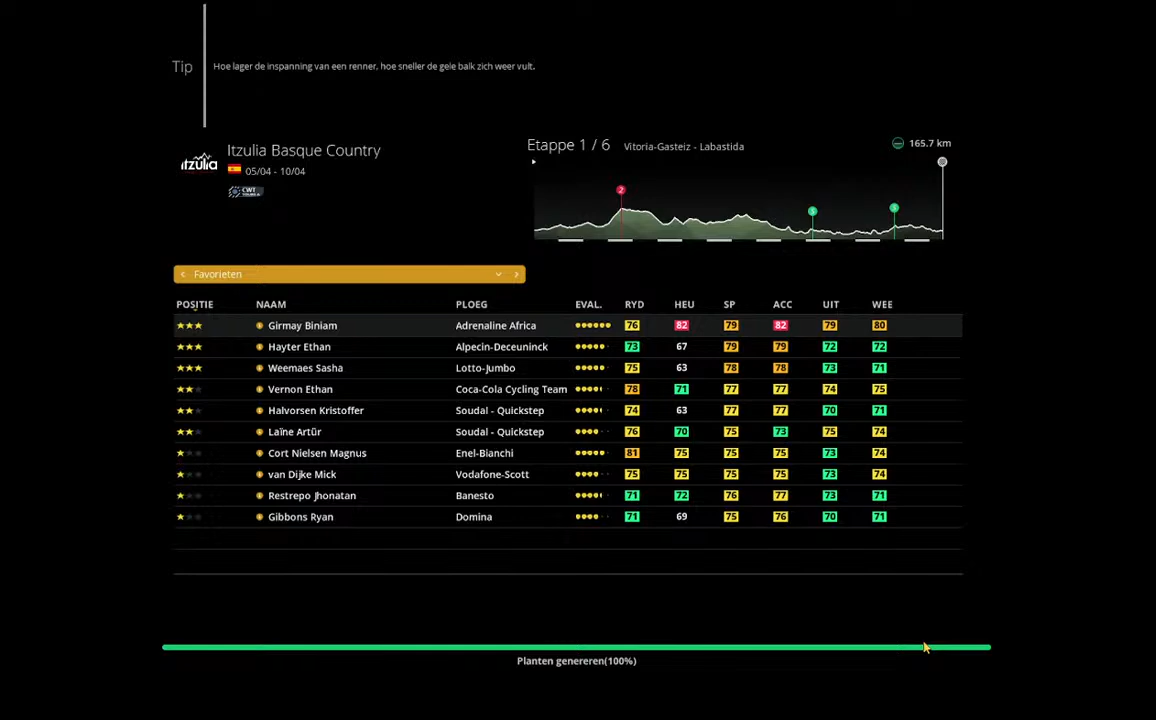 Tip
Hoe lager de inspanning van een renner, hoe sneller de gele balk zich weer vult.
itzulia
Itzulia Basque Country
05/04 - 10/04
CWT
Etappe 1 / 6 Vitoria-Gasteiz - Labastida 165.7 km
2
S S
Favorieten
POSITIE NAAM PLOEG EVAL. RYD HEU SP ACC UIT WEE
Girmay Biniam Adrenaline Africa 76 82 79 82 79 80
Hayter Ethan Alpecin-Deceuninck 73 67 79 79 72 72
Weemaes Sasha Lotto-Jumbo 75 63 78 78 73 71
Vernon Ethan Coca-Cola Cycling Team 78 71 77 77 74 75
Halvorsen Kristoffer Soudal - Quickstep 74 63 77 77 70 71
Laïne Artūr Soudal - Quickstep 76 70 75 73 75 74
Cort Nielsen Magnus Enel-Bianchi 81 75 75 75 73 74
van Dijke Mick Vodafone-Scott 75 75 75 75 73 74
Restrepo Jhonatan Banesto 71 72 76 77 73 71
Gibbons Ryan Domina 71 69 75 76 70 71
Planten genereren(100%)